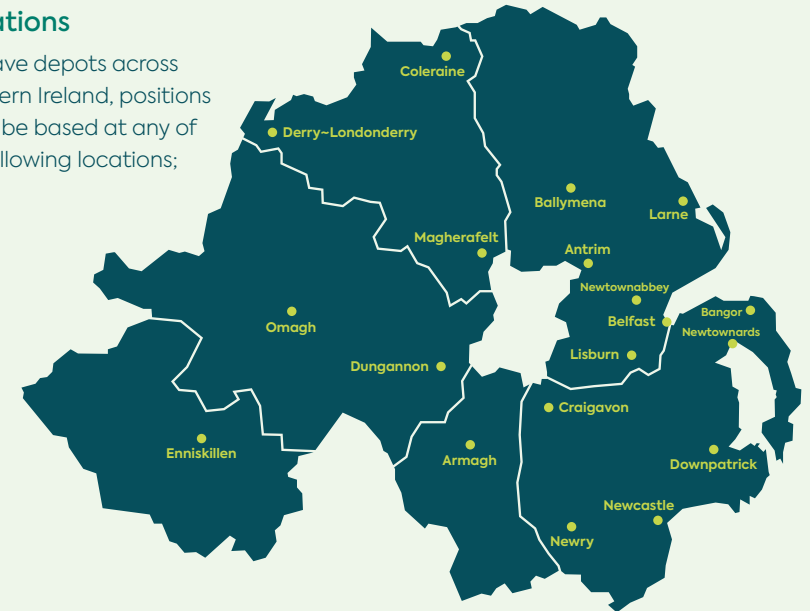 ations
ave depots across
ern Ireland, positions
be based at any of
llowing locations;
Coleraine
Derry~Londonderry
Ballymena
Larne
Magherafelt
Antrim
Newtownabbey
Bangor
Omagh
Belfast
Newtownards
Lisburn
Dungannon
Craigavon
Enniskillen
Armagh
Downpatrick
Newcastle
Newry